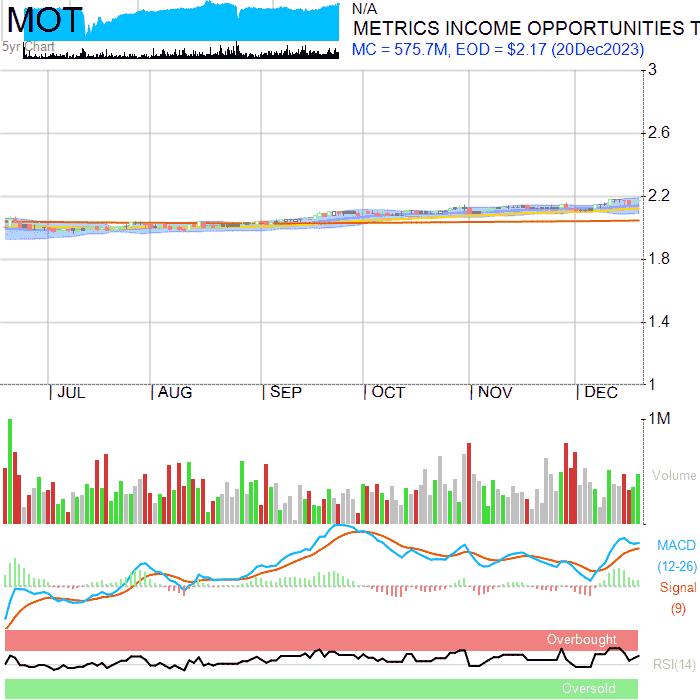 MOT
N/A
METRICS INCOME OPPORTUNITIES T
5yr Chart
MC = 575.7M, EOD = $2.17 (20Dec2023)
3
2.6
2.2
1.8
1.4
1
JUL AUG SEP OCT NOV DEC
1M
Volume
MACD
(12-26)
Signal
(9)
Overbought
RSI(14)
Oversold